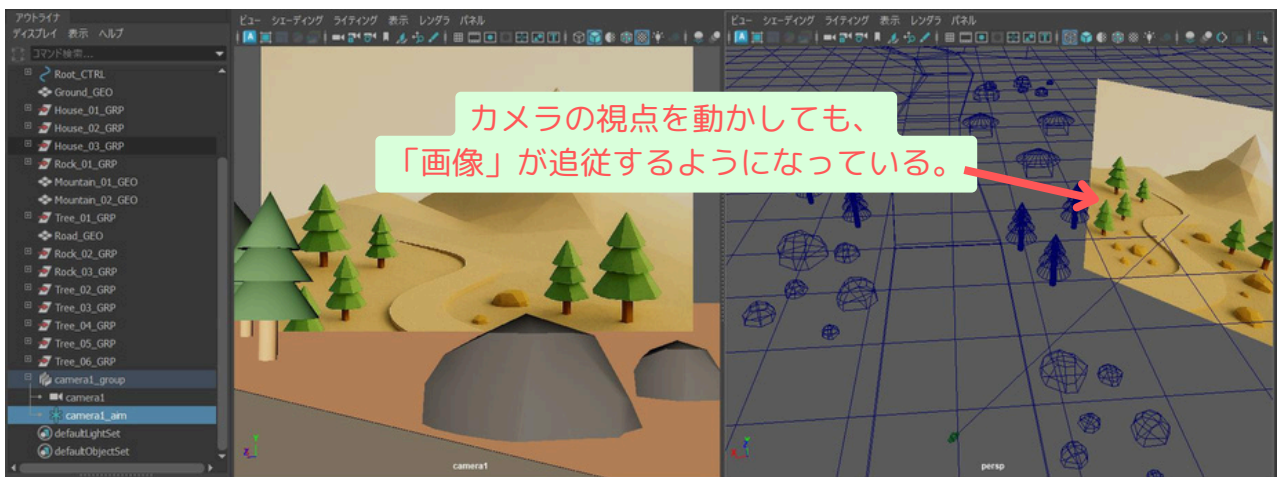 アウトライナ
ディスプレイ 表示 ヘルプ
コマンド検索...
Root_CTRL
Ground_GEO
House_01_GRP
House_02_GRP
House_03_GRP
Rock_01_GRP
Mountain_01_GEO
Mountain_02_GEO
Tree_01_GRP
Road_GEO
Rock_02_GRP
Rock_03_GRP
Tree_02_GRP
Tree_03_GRP
Tree_04_GRP
Tree_05_GRP
Tree_06_GRP
camera1_group
camera1
camera1_aim
defaultLightSet
defaultObjectSet
ビュー シェーディング ライティング 表示 レンダラ パネル
camera1
ビュー シェーディング ライティング 表示 レンダラ パネル
persp
カメラの視点を動かしても、
「画像」が追従するようになっている。